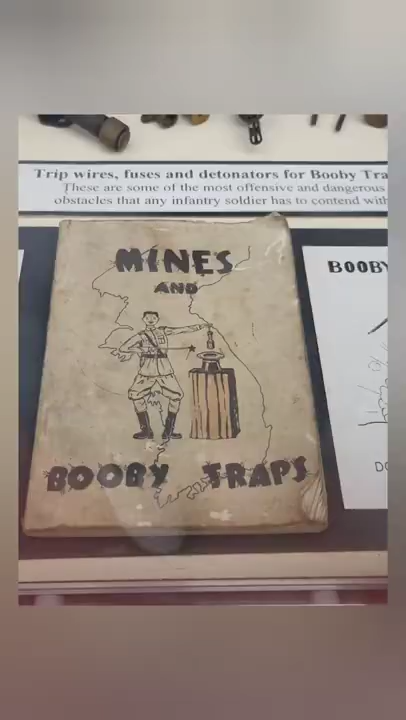 Trip wires, fuses and detonators for Booby Tra
These are some of the most offensive and dangerous
obstacles that any infantry soldier has to contend with
MINES
AND
BOOBY TRAPS
BOOBY
DO